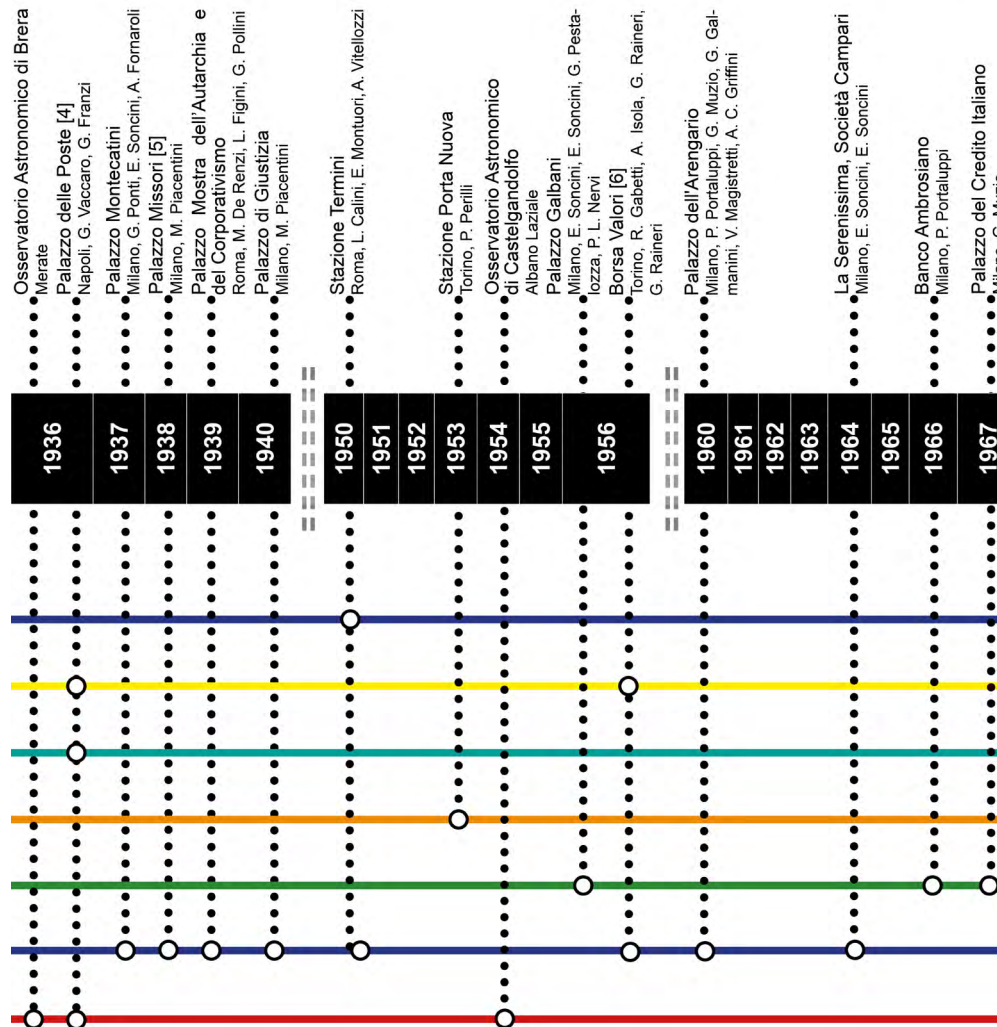 Osservatorio Astronomico di Brera
Merate
Palazzo delle Poste [4]
Napoli, G. Vaccaro, G. Franzi
Palazzo Montecatini
Milano, G. Ponti, E. Soncini, A. Fornaroli
Palazzo Missori [5]
Milano, M. Piacentini
Palazzo Mostra dell'Autarchia e
del Corporativismo
Roma, M. De Renzi, L. Figini, G. Pollini
Palazzo di Giustizia
Milano, M. Piacentini
Stazione Termini
Roma, L. Calini, E. Montuori, A. Vitellozzi
Stazione Porta Nuova
Torino, P. Perilli
Osservatorio Astronomico
di Castelgandolfo
Albano Laziale
Palazzo Galbani
Milano, E. Soncini, E. Soncini, G. Pesta-
lozza, P. L. Nervi
Borsa Valori [6]
Torino, R. Gabetti, A. Isola, G. Raineri,
G. Raineri
Palazzo dell'Arengario
Milano, P. Portaluppi, G. Muzio, G. Gal-
manini, V. Magistretti, A. C. Griffini
La Serenissima, Società Campari
Milano, E. Soncini, E. Soncini
Banco Ambrosiano
Milano, P. Portaluppi
Palazzo del Credito Italiano
1936
1937
1938
1939
1940
1950
1951
1952
1953
1954
1955
1956
1960
1961
1962
1963
1964
1965
1966
1967